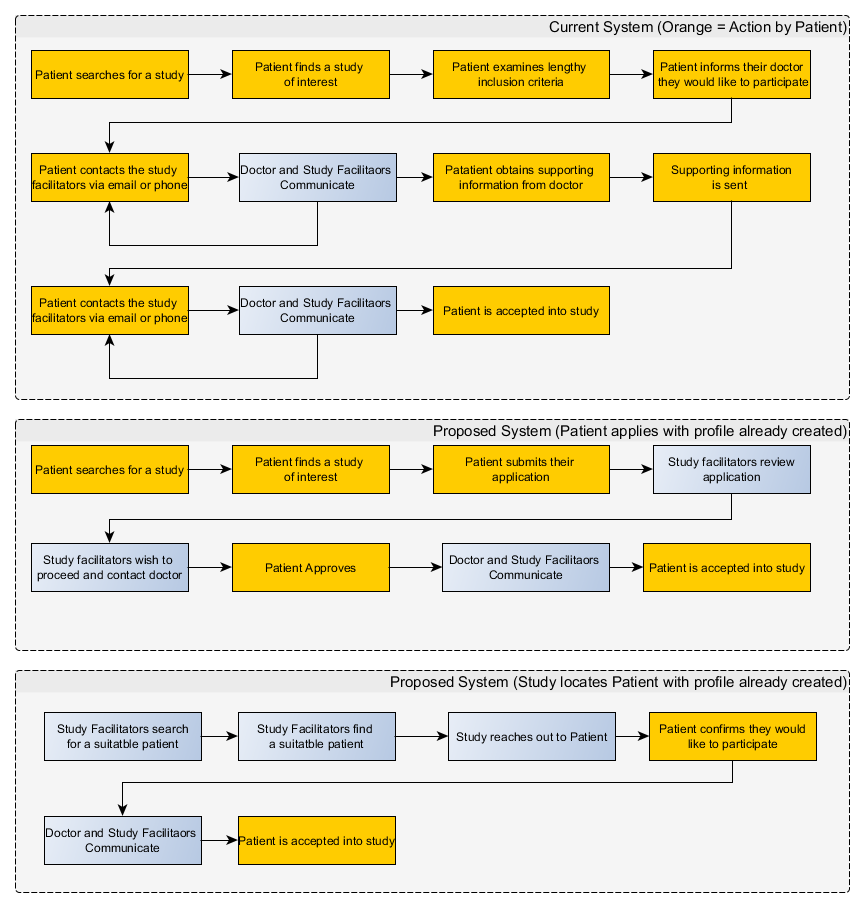 Current System (Orange = Action by Patient)
Patient searches for a study
Patient finds a study
of interest
Patient examines lengthy
inclusion criteria
Patient informs their doctor
they would like to participate
Patient contacts the study
facilitators via email or phone
Doctor and Study Facilitaors
Communicate
Patatient obtains supporting
information from doctor
Supporting information
is sent
Patient contacts the study
facilitators via email or phone
Doctor and Study Facilitaors
Communicate
Patient is accepted into study
Proposed System (Patient applies with profile already created)
Patient searches for a study
Patient finds a study
of interest
Patient submits their
application
Study facilitators review
application
Study facilitators wish to
proceed and contact doctor
Patient Approves
Doctor and Study Facilitaors
Communicate
Patient is accepted into study
Proposed System (Study locates Patient with profile already created)
Study Facilitators search
for a suitatble patient
Study Facilitators find
a suitatble patient
Study reaches out to Patient
Patient confirms they would
like to participate
Doctor and Study Facilitaors
Communicate
Patient is accepted into study